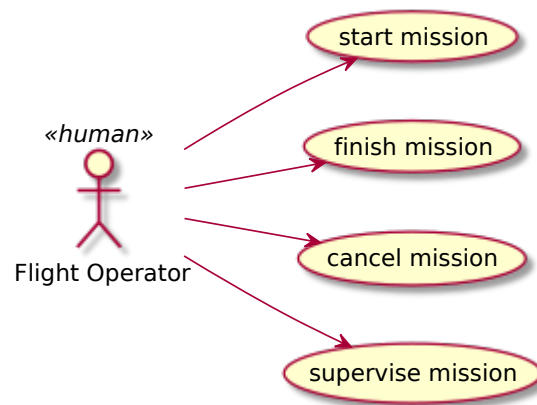 start mission
«human»
finish mission
Flight Operator
cancel mission
supervise mission